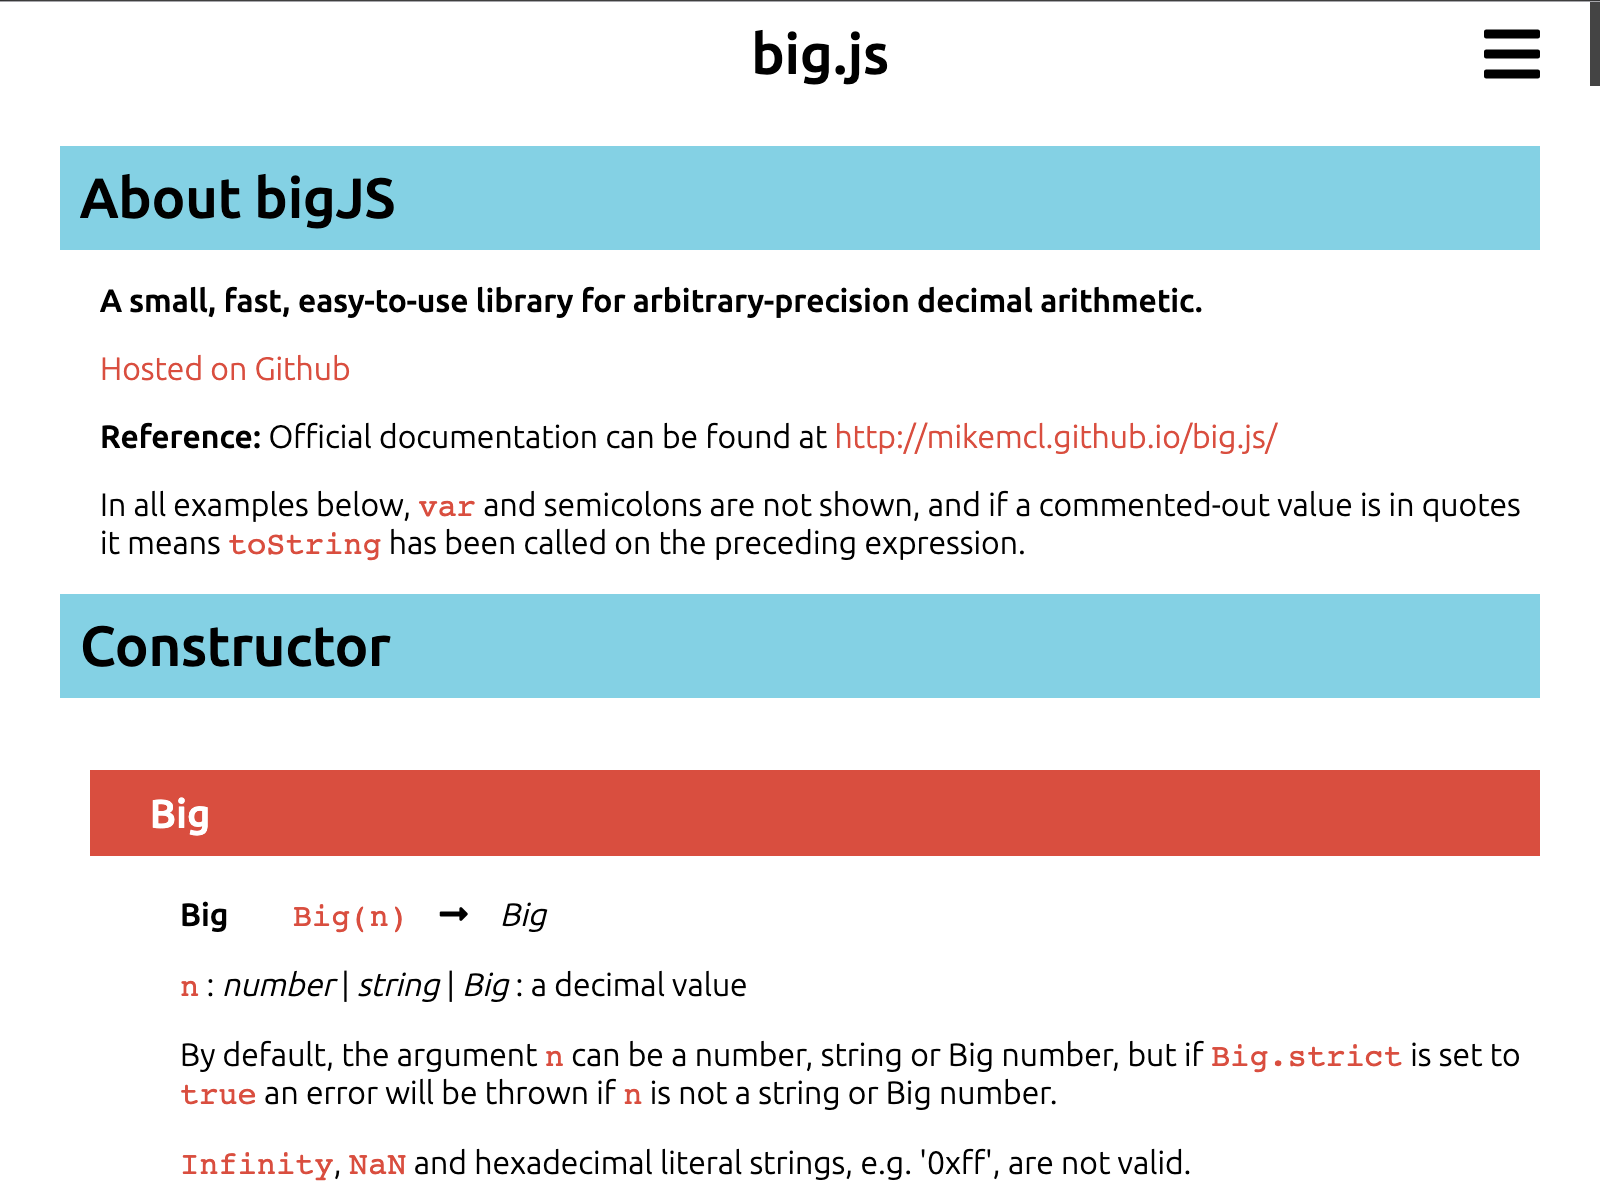 big.js
About bigJS
A small, fast, easy-to-use library for arbitrary-precision decimal arithmetic.
Hosted on Github
Reference: Official documentation can be found at http://mikemcl.github.io/big.js/
In all examples below, var and semicolons are not shown, and if a commented-out value is in quotes
it means toString has been called on the preceding expression.
Constructor
Big
Big Big(n) ➞ Big
n : number | string | Big : a decimal value
By default, the argument n can be a number, string or Big number, but if Big.strict is set to
true an error will be thrown if n is not a string or Big number.
Infinity, NaN and hexadecimal literal strings, e.g. '0xff', are not valid.